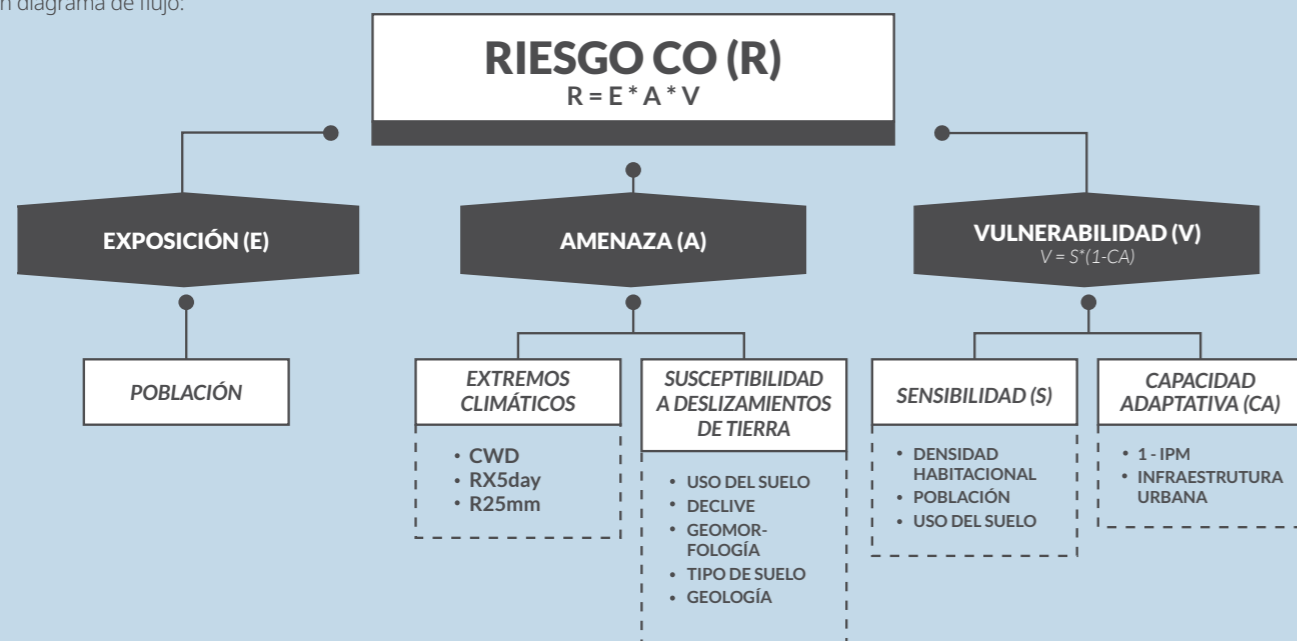 n diagrama de flujo:
RIESGO CO (R)
R = E * A * V
EXPOSICIÓN (E)
AMENAZA (A)
VULNERABILIDAD (V)
V = S*(1-CA)
POBLACIÓN
EXTREMOS
CLIMÁTICOS
• CWD
• RX5day
• R25mm
SUSCEPTIBILIDAD
A DESLIZAMIENTOS
DE TIERRA
• USO DEL SUELO
• DECLIVE
• GEOMOR-
FOLOGÍA
• TIPO DE SUELO
• GEOLOGÍA
SENSIBILIDAD (S)
• DENSIDAD
HABITACIONAL
• POBLACIÓN
• USO DEL SUELO
CAPACIDAD
ADAPTATIVA (CA)
• 1 - IPM
• INFRAESTRUTURA
URBANA